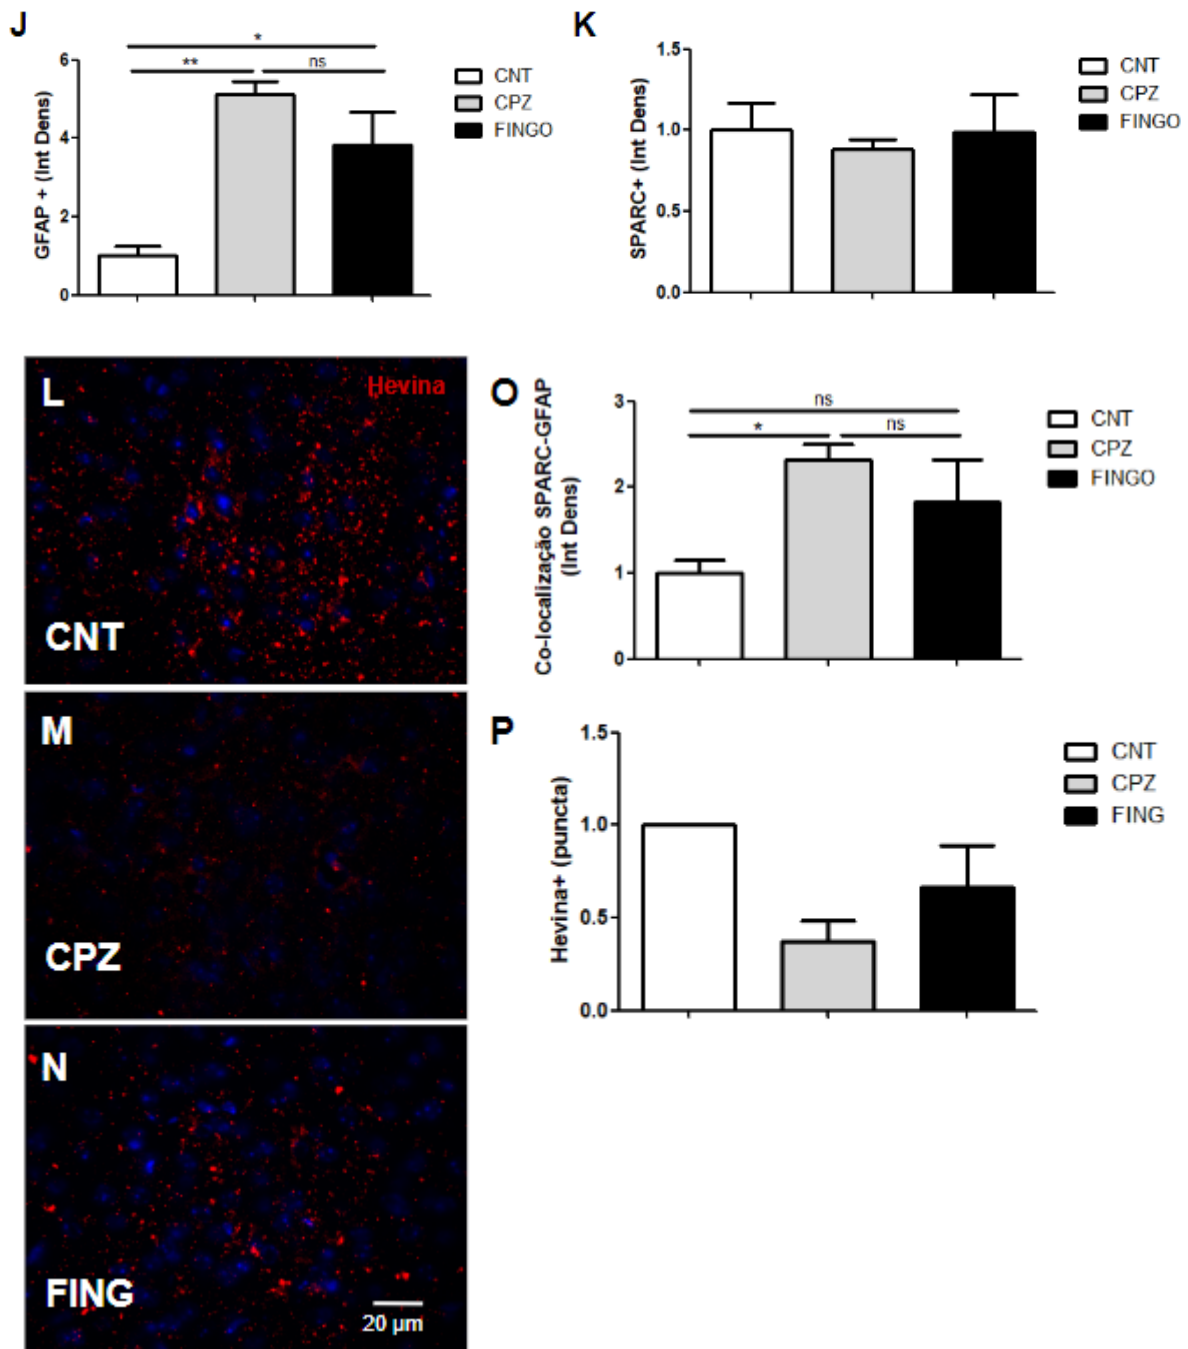 J
*
**
ns
6
4
2
0
GFAP + (Int Dens)
CNT
CPZ
FINGO
K
1.5
1.0
0.5
0.0
SPARC+ (Int Dens)
CNT
CPZ
FINGO
L
Hevina
CNT
O
ns
*
ns
3
2
1
0
Co-localização SPARC-GFAP
(Int Dens)
CNT
CPZ
FINGO
M
CPZ
P
1.5
1.0
0.5
0.0
Hevina+ (puncta)
CNT
CPZ
FING
N
FING
20 µm